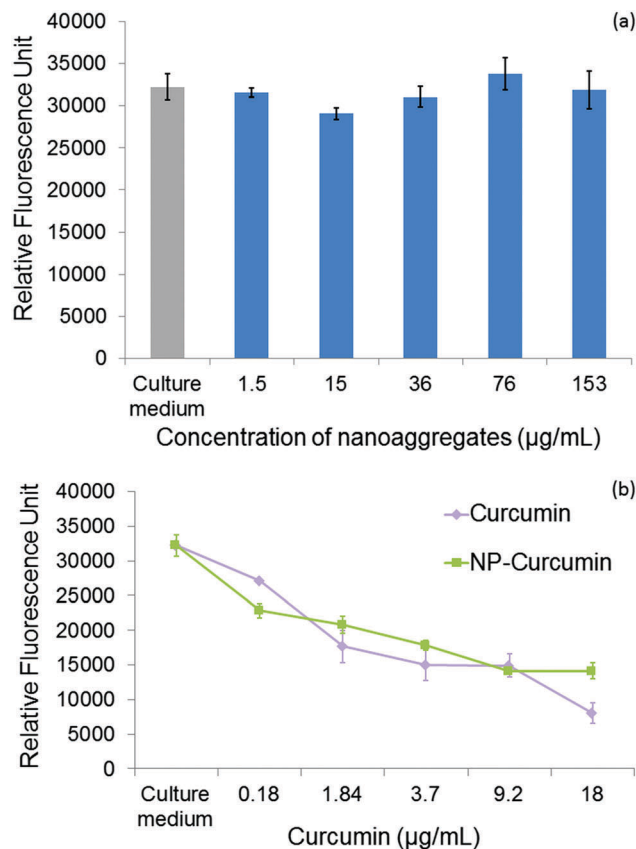 (a)
Relative Fluorescence Unit
40000
35000
30000
25000
20000
15000
10000
5000
0
Culture medium
1.5
15
36
76
153
Concentration of nanoaggregates (µg/mL)
(b)
Relative Fluorescence Unit
40000
35000
30000
25000
20000
15000
10000
5000
0
Curcumin
NP-Curcumin
Culture medium
0.18
1.84
3.7
9.2
18
Curcumin (µg/mL)